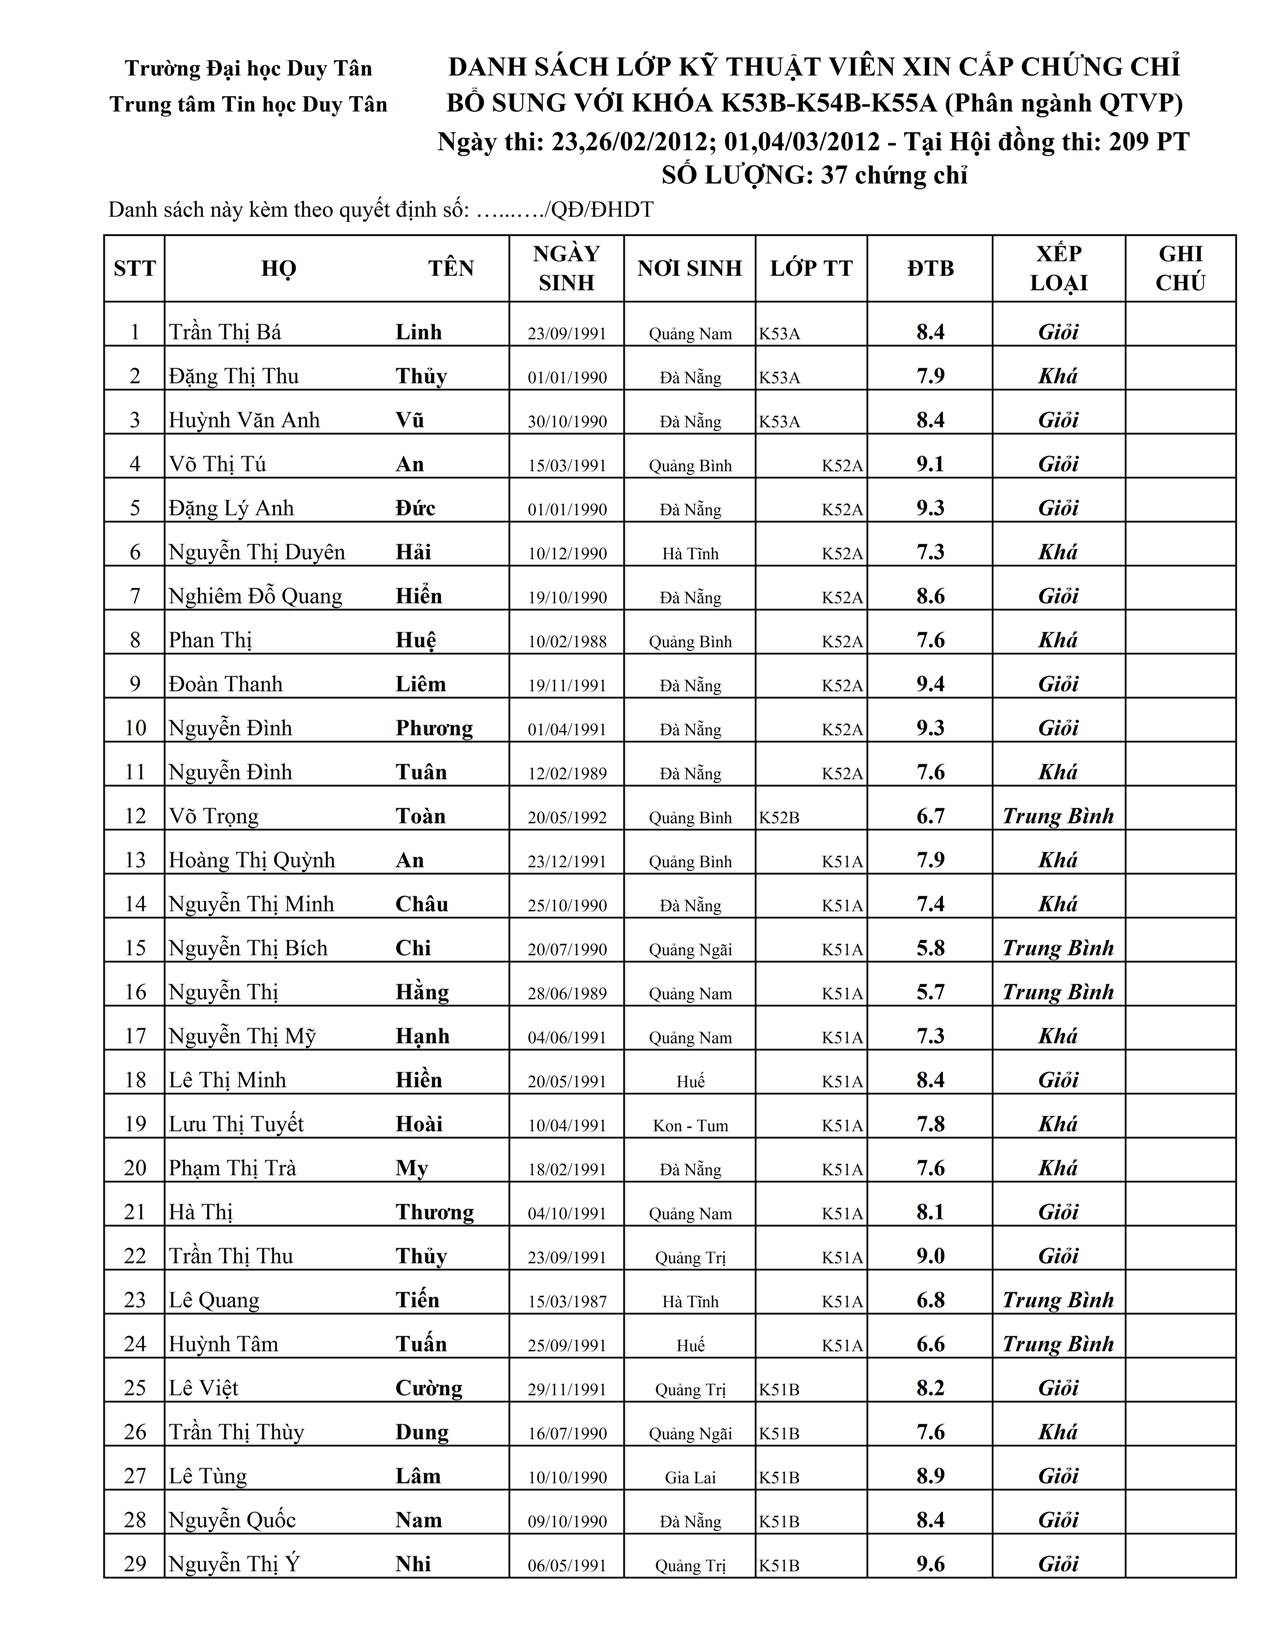 Trường Đại học Duy Tân
Trung tâm Tin học Duy Tân
DANH SÁCH LỚP KỸ THUẬT VIÊN XIN CẤP CHỨNG CHỈ
BỔ SUNG VỚI KHÓA K53B-K54B-K55A (Phân ngành QTVP)
Ngày thi: 23,26/02/2012; 01,04/03/2012 - Tại Hội đồng thi: 209 PT
SỐ LƯỢNG: 37 chứng chỉ
Danh sách này kèm theo quyết định số: …...…./QĐ/ĐHDT
STT HỌ TÊN NGÀY SINH NƠI SINH LỚP TT ĐTB XẾP LOẠI GHI CHÚ
1 Trần Thị Bá Linh 23/09/1991 Quảng Nam K53A 8.4 Giỏi
2 Đặng Thị Thu Thủy 01/01/1990 Đà Nẵng K53A 7.9 Khá
3 Huỳnh Văn Anh Vũ 30/10/1990 Đà Nẵng K53A 8.4 Giỏi
4 Võ Thị Tú An 15/03/1991 Quảng Bình K52A 9.1 Giỏi
5 Đặng Lý Anh Đức 01/01/1990 Đà Nẵng K52A 9.3 Giỏi
6 Nguyễn Thị Duyên Hải 10/12/1990 Hà Tĩnh K52A 7.3 Khá
7 Nghiêm Đỗ Quang Hiển 19/10/1990 Đà Nẵng K52A 8.6 Giỏi
8 Phan Thị Huệ 10/02/1988 Quảng Bình K52A 7.6 Khá
9 Đoàn Thanh Liêm 19/11/1991 Đà Nẵng K52A 9.4 Giỏi
10 Nguyễn Đình Phương 01/04/1991 Đà Nẵng K52A 9.3 Giỏi
11 Nguyễn Đình Tuân 12/02/1989 Đà Nẵng K52A 7.6 Khá
12 Võ Trọng Toàn 20/05/1992 Quảng Bình K52B 6.7 Trung Bình
13 Hoàng Thị Quỳnh An 23/12/1991 Quảng Bình K51A 7.9 Khá
14 Nguyễn Thị Minh Châu 25/10/1990 Đà Nẵng K51A 7.4 Khá
15 Nguyễn Thị Bích Chi 20/07/1990 Quảng Ngãi K51A 5.8 Trung Bình
16 Nguyễn Thị Hằng 28/06/1989 Quảng Nam K51A 5.7 Trung Bình
17 Nguyễn Thị Mỹ Hạnh 04/06/1991 Quảng Nam K51A 7.3 Khá
18 Lê Thị Minh Hiền 20/05/1991 Huế K51A 8.4 Giỏi
19 Lưu Thị Tuyết Hoài 10/04/1991 Kon - Tum K51A 7.8 Khá
20 Phạm Thị Trà My 18/02/1991 Đà Nẵng K51A 7.6 Khá
21 Hà Thị Thương 04/10/1991 Quảng Nam K51A 8.1 Giỏi
22 Trần Thị Thu Thủy 23/09/1991 Quảng Trị K51A 9.0 Giỏi
23 Lê Quang Tiến 15/03/1987 Hà Tĩnh K51A 6.8 Trung Bình
24 Huỳnh Tâm Tuấn 25/09/1991 Huế K51A 6.6 Trung Bình
25 Lê Việt Cường 29/11/1991 Quảng Trị K51B 8.2 Giỏi
26 Trần Thị Thùy Dung 16/07/1990 Quảng Ngãi K51B 7.6 Khá
27 Lê Tùng Lâm 10/10/1990 Gia Lai K51B 8.9 Giỏi
28 Nguyễn Quốc Nam 09/10/1990 Đà Nẵng K51B 8.4 Giỏi
29 Nguyễn Thị Ý Nhi 06/05/1991 Quảng Trị K51B 9.6 Giỏi